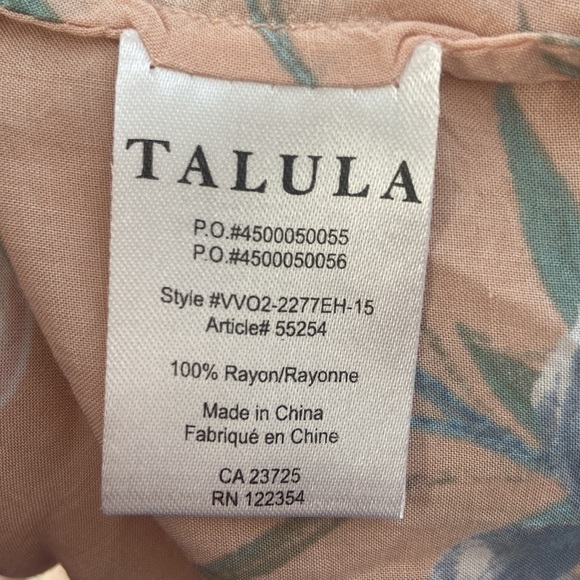 TALULA
P.O.#4500050055
P.O.#4500050056
Style #VVO2-2277EH-15
Article# 55254
100% Rayon/Rayonne
Made in China
Fabriqué en Chine
CA 23725
RN 122354